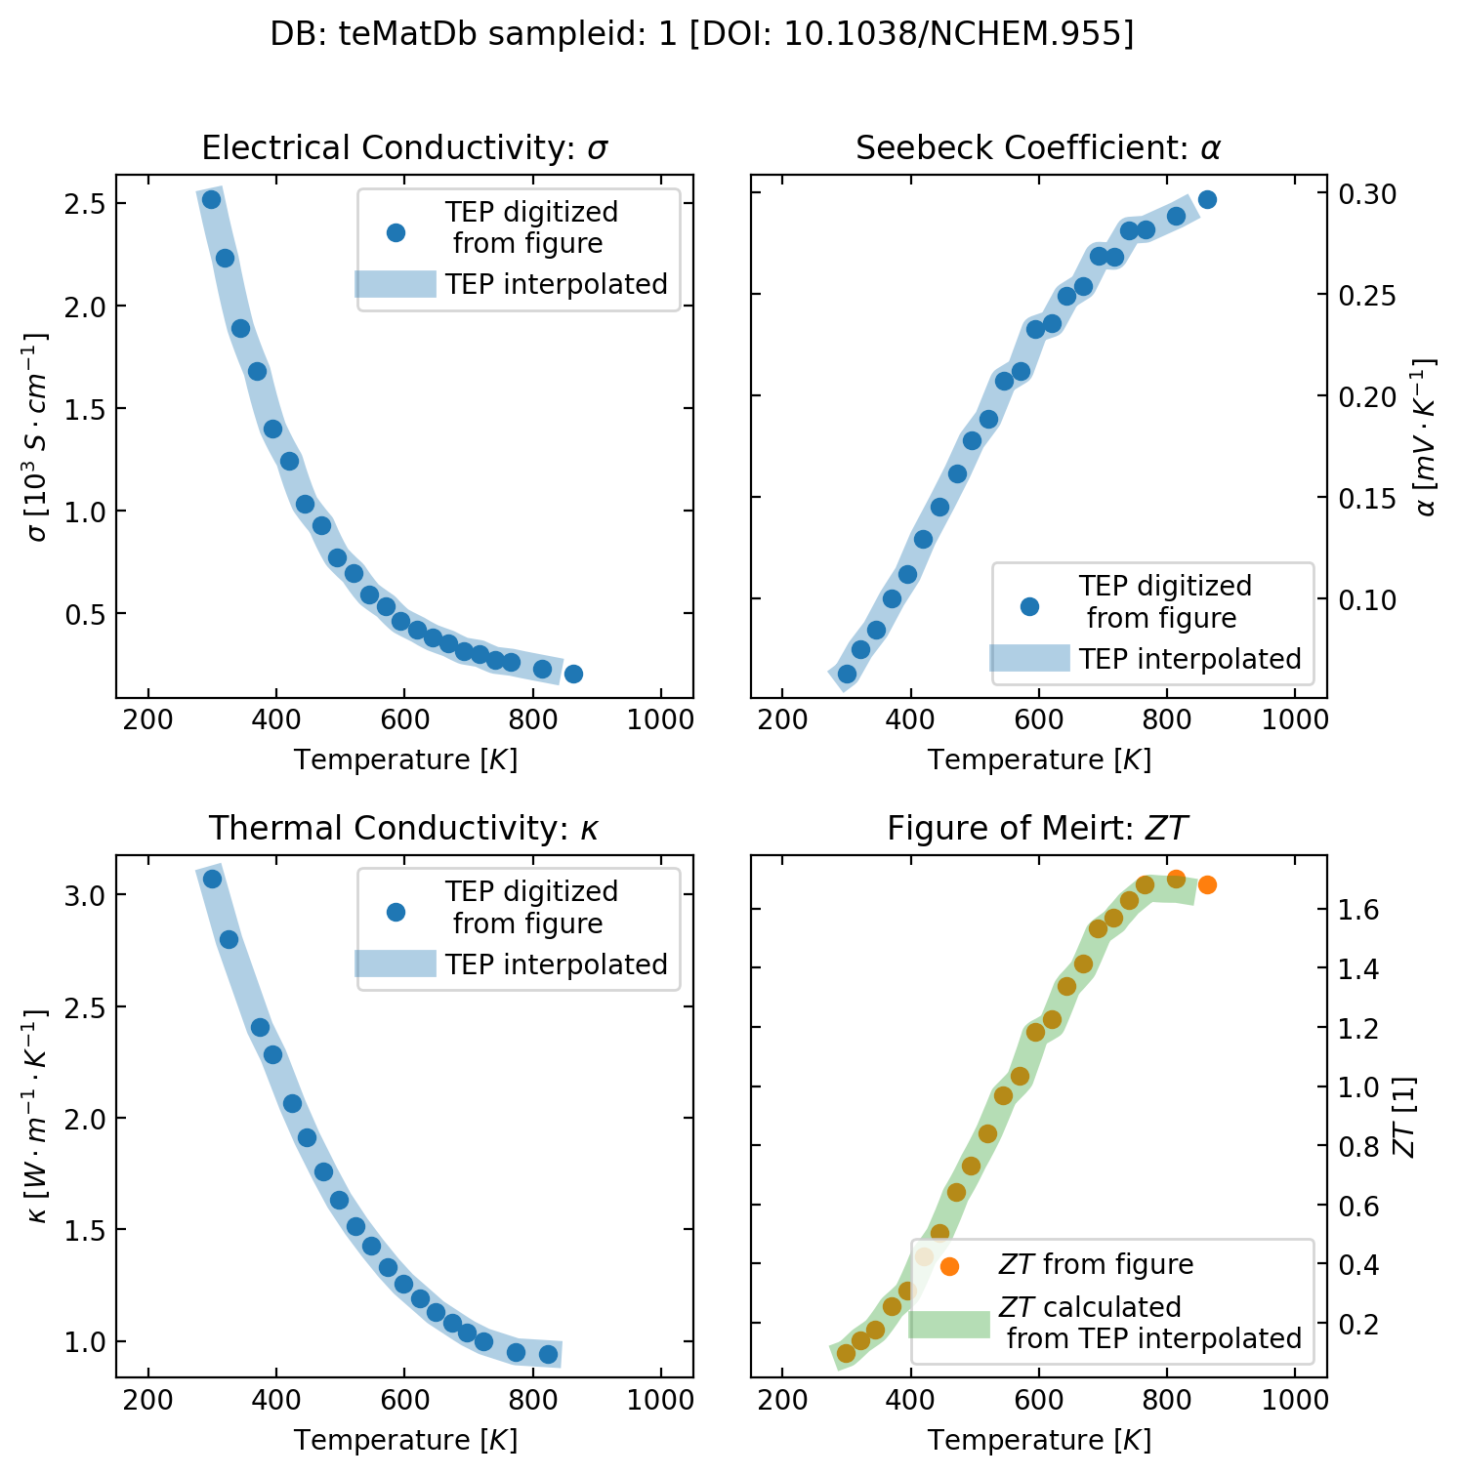 DB: teMatDb sampleid: 1 [DOI: 10.1038/NCHEM.955]
Electrical Conductivity: σ
TEP digitized
from figure
TEP interpolated
2.5
2.0
1.5
1.0
0.5
σ [10³ S · cm⁻¹]
200 400 600 800 1000
Temperature [K]
Seebeck Coefficient: α
0.30
0.25
0.20
0.15
0.10
α [mV · K⁻¹]
TEP digitized
from figure
TEP interpolated
200 400 600 800 1000
Temperature [K]
Thermal Conductivity: κ
TEP digitized
from figure
TEP interpolated
3.0
2.5
2.0
1.5
1.0
κ [W · m⁻¹ · K⁻¹]
200 400 600 800 1000
Temperature [K]
Figure of Meirt: ZT
1.6
1.4
1.2
1.0
0.8
0.6
0.4
0.2
ZT [1]
ZT from figure
ZT calculated
from TEP interpolated
200 400 600 800 1000
Temperature [K]